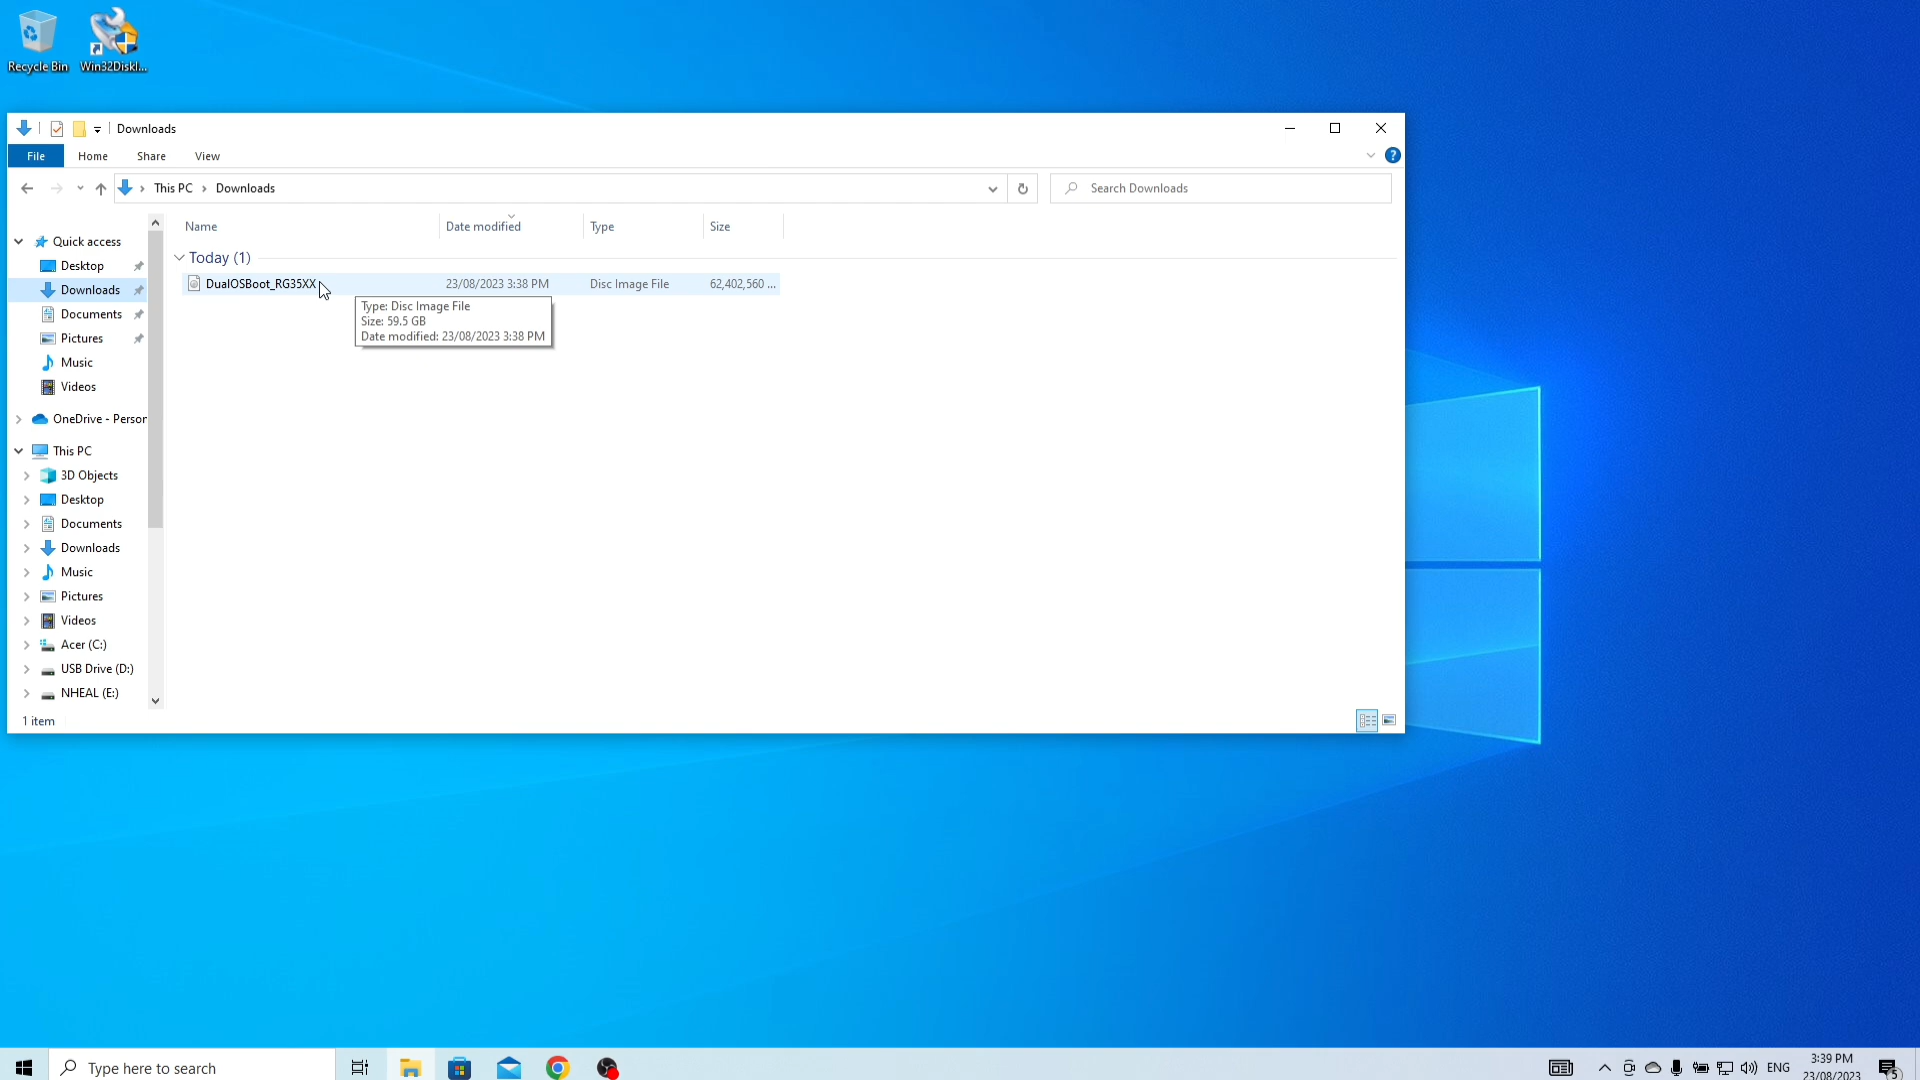 Recycle Bin
Win32DiskI...
Downloads
File Home Share View
This PC Downloads
Search Downloads
Name Date modified Type Size
Quick access
Desktop
Downloads
Documents
Pictures
Music
Videos
OneDrive - Person
This PC
3D Objects
Desktop
Documents
Downloads
Music
Pictures
Videos
Acer (C:)
USB Drive (D:)
NHEAL (E:)
Today (1)
DualOSBoot_RG35XX 23/08/2023 3:38 PM Disc Image File 62,402,560 ...
Type: Disc Image File
Size: 59.5 GB
Date modified: 23/08/2023 3:38 PM
1 item
Type here to search
ENG
3:39 PM
23/08/2023
5